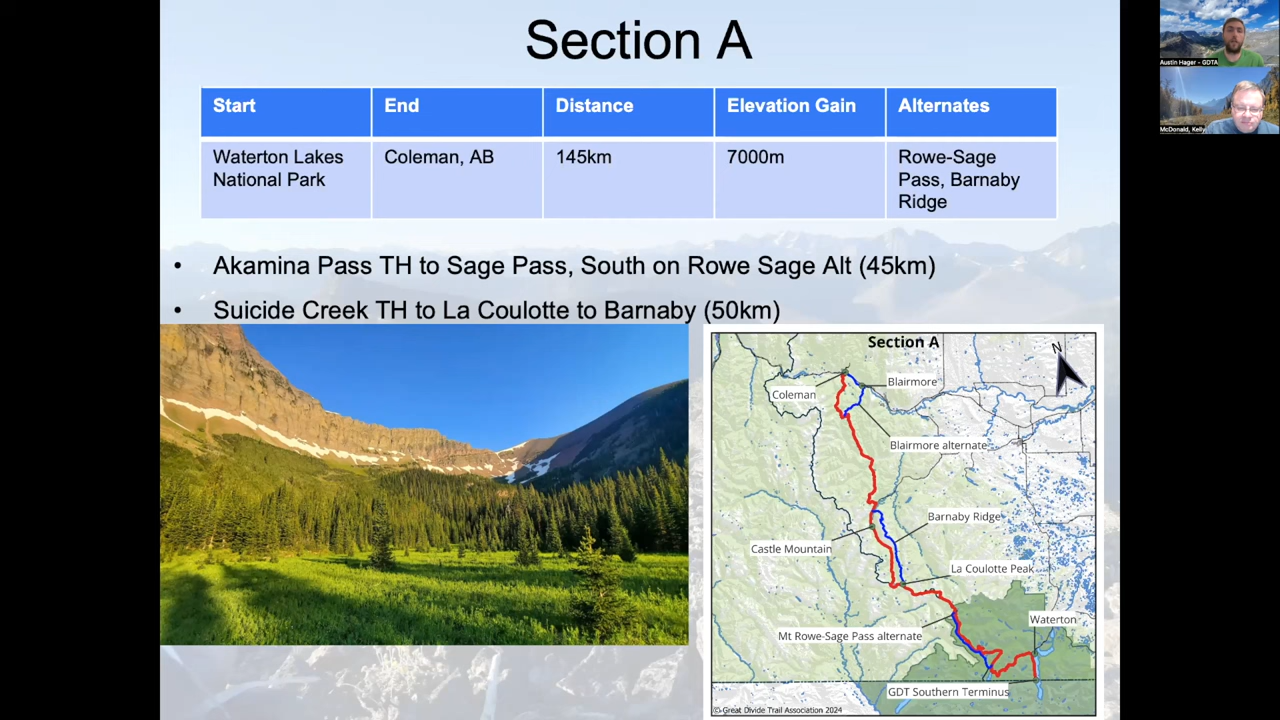 Section A
Start End Distance Elevation Gain Alternates
Waterton Lakes National Park Coleman, AB 145km 7000m Rowe-Sage Pass, Barnaby Ridge
• Akamina Pass TH to Sage Pass, South on Rowe Sage Alt (45km)
• Suicide Creek TH to La Coulotte to Barnaby (50km)
Section A
N
Coleman
Blairmore
Blairmore alternate
Barnaby Ridge
Castle Mountain
La Coulotte Peak
Mt Rowe-Sage Pass alternate
Waterton
GDT Southern Terminus
© Great Divide Trail Association 2024
Austin Hager - GDTA
McDonald, Kelly